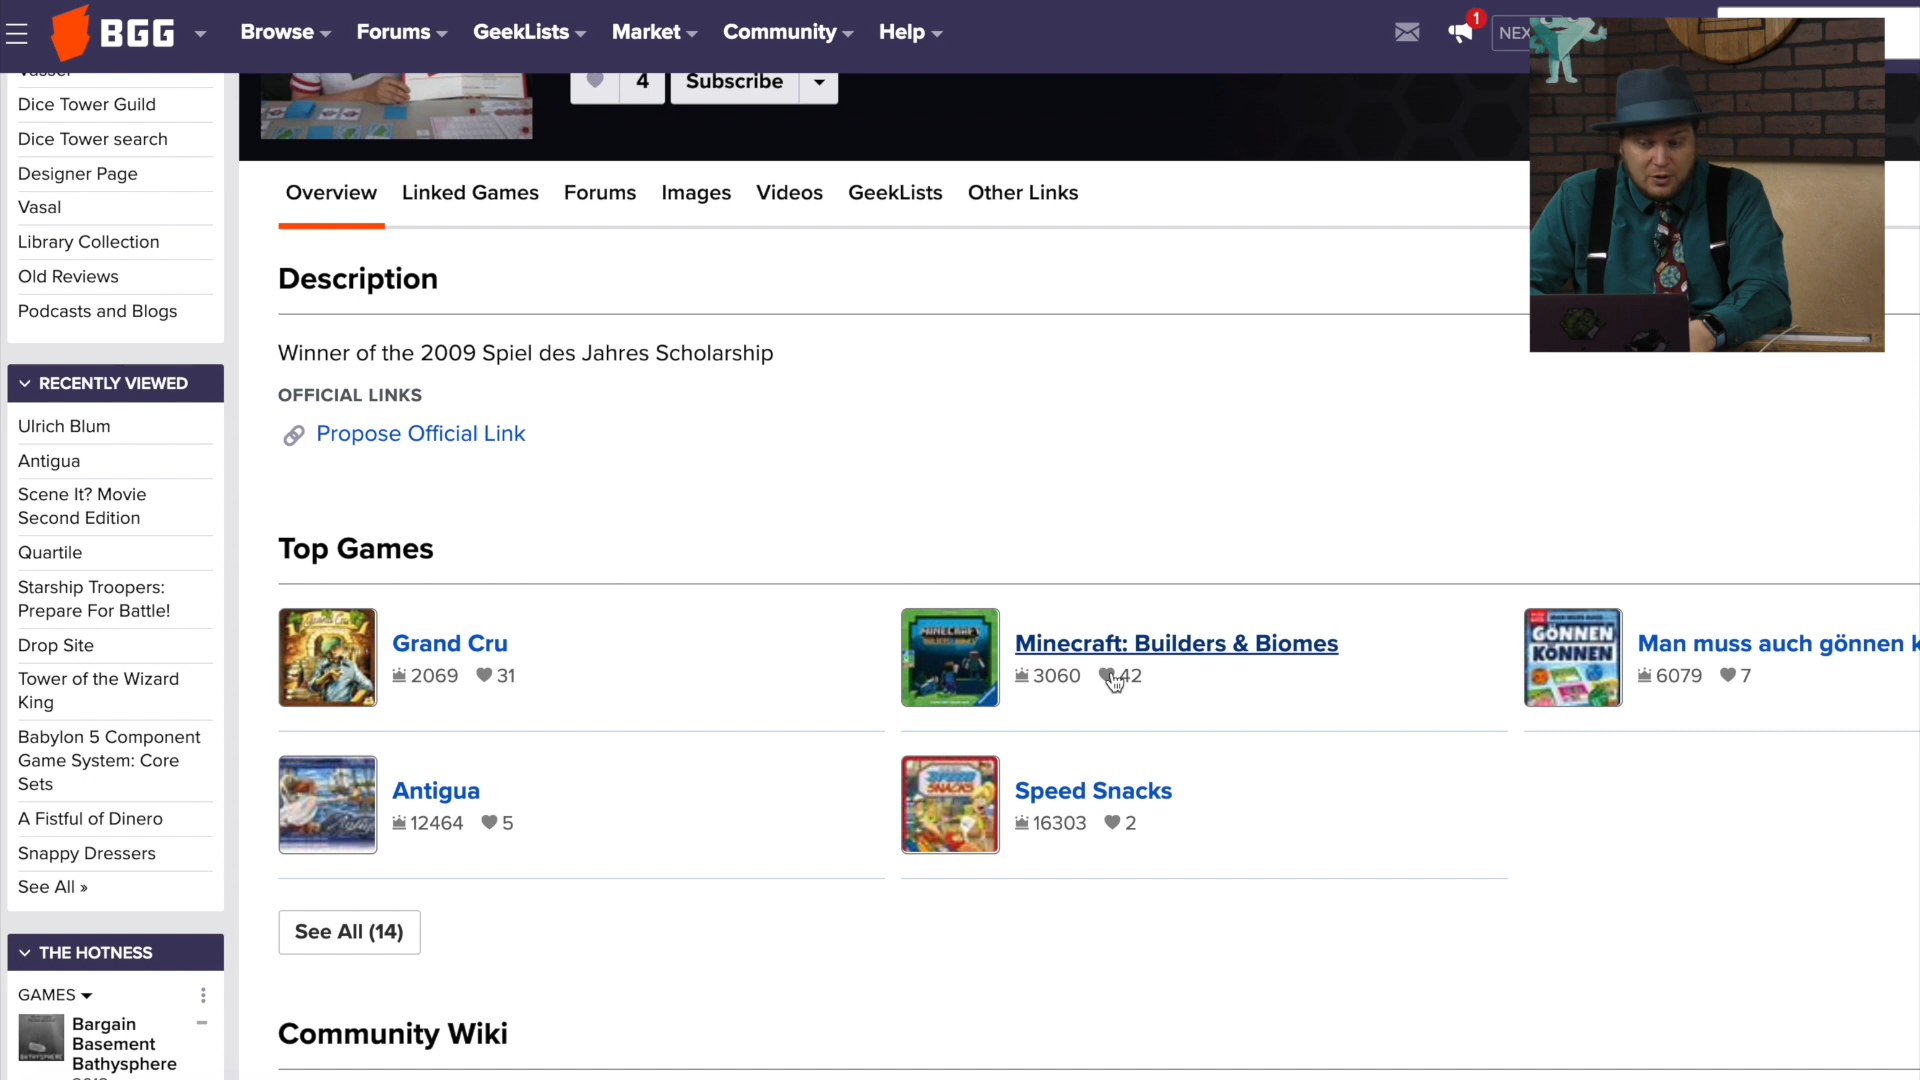 BGG
Browse
Forums
GeekLists
Market
Community
Help
1
NEX
Dice Tower Guild
Dice Tower search
Designer Page
Vasal
Library Collection
Old Reviews
Podcasts and Blogs
RECENTLY VIEWED
Ulrich Blum
Antigua
Scene It? Movie
Second Edition
Quartile
Starship Troopers:
Prepare For Battle!
Drop Site
Tower of the Wizard
King
Babylon 5 Component
Game System: Core
Sets
A Fistful of Dinero
Snappy Dressers
See All »
THE HOTNESS
GAMES
Bargain
Basement
Bathysphere
4
Subscribe
Overview
Linked Games
Forums
Images
Videos
GeekLists
Other Links
Description
Winner of the 2009 Spiel des Jahres Scholarship
OFFICIAL LINKS
Propose Official Link
Top Games
Grand Cru
2069 31
MINECRAFT
Minecraft: Builders & Biomes
3060 42
GÖNNEN
KÖNNEN
Man muss auch gönnen k
6079 7
Antigua
12464 5
SPEED
SNACKS
Speed Snacks
16303 2
See All (14)
Community Wiki